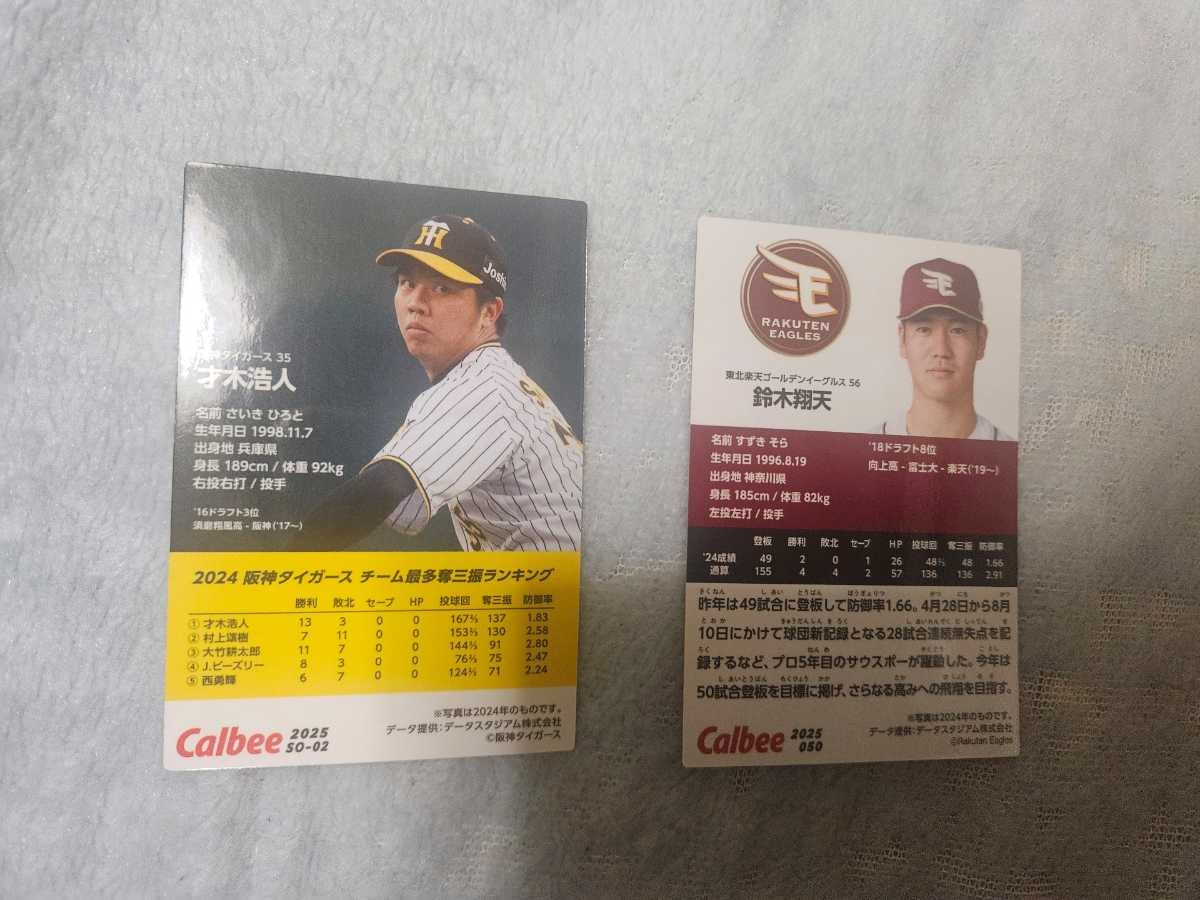 TH
Joshin
神タイガース 35
才木浩人
名前 さいき ひろと
生年月日 1998.11.7
出身地 兵庫県
身長 189cm / 体重 92kg
右投右打 / 投手
'16ドラフト3位
須磨翔風高 - 阪神('17〜)
2024 阪神タイガース チーム最多奪三振ランキング
勝利 敗北 セーブ HP 投球回 奪三振 防御率
① 才木浩人 13 3 0 0 167⅔ 137 1.83
② 村上頌樹 7 11 0 0 153⅔ 130 2.58
③ 大竹耕太郎 11 7 0 0 144⅔ 91 2.80
④ J.ビーズリー 8 3 0 0 76⅔ 75 2.47
⑤ 西勇輝 6 7 0 0 124⅔ 71 2.24
※写真は2024年のものです。
データ提供:データスタジアム株式会社
©阪神タイガース
Calbee 2025
SO-02
E
RAKUTEN
EAGLES
東北楽天ゴールデンイーグルス 56
鈴木翔天
名前 すずき そら
生年月日 1996.8.19
出身地 神奈川県
身長 185cm / 体重 82kg
左投左打 / 投手
'18ドラフト8位
向上高 - 富士大 - 楽天('19〜)
登板 勝利 敗北 セーブ HP 投球回 奪三振 防御率
'24成績 49 2 0 1 26 48⅔ 48 1.66
通算 155 4 4 2 57 136 136 2.91
昨年は49試合に登板して防御率1.66。4月28日から8月
10日にかけて球団新記録となる28試合連続無失点を記
録するなど、プロ5年目のサウスポーが躍動した。今年は
50試合登板を目標に掲げ、さらなる高みへの飛翔を目指す。
※写真は2024年のものです。
データ提供:データスタジアム株式会社
©Rakuten Eagles
Calbee 2025
050